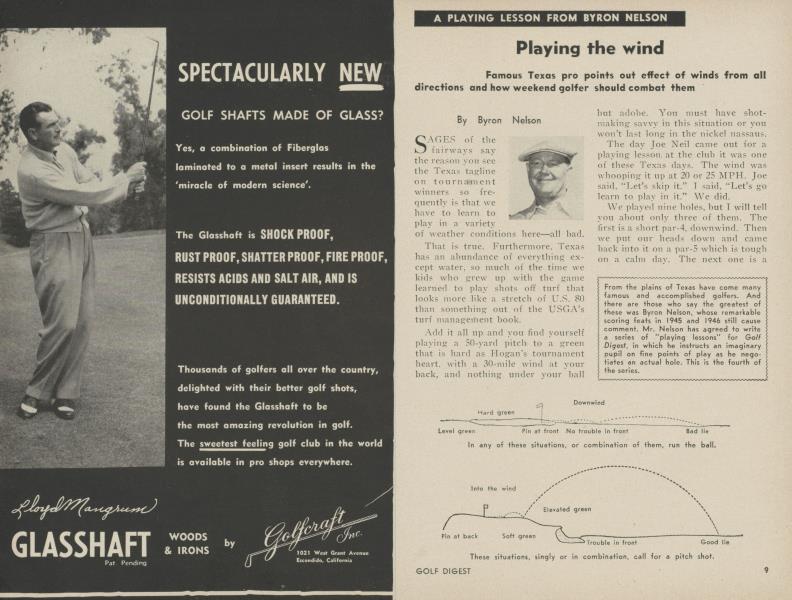 SPECTACULARLY NEW
GOLF SHAFTS MADE OF GLASS?
Yes, a combination of Fiberglas
laminated to a metal insert results in the
'miracle of modern science'.
The Glasshaft is SHOCK PROOF,
RUST PROOF, SHATTER PROOF, FIRE PROOF,
RESISTS ACIDS AND SALT AIR, AND IS
UNCONDITIONALLY GUARANTEED.
Thousands of golfers all over the country,
delighted with their better golf shots,
have found the Glasshaft to be
the most amazing revolution in golf.
The sweetest feeling golf club in the world
is available in pro shops everywhere.
Lloyd Mangrum
GLASSHAFT
Pat Pending
WOODS
& IRONS
by
Golfcraft
Inc.
1021 West Grant Avenue
Escondido, California
A PLAYING LESSON FROM BYRON NELSON
Playing the wind
Famous Texas pro points out effect of winds from all
directions and how weekend golfer should combat them
By Byron Nelson
SAGES of the
fairways say
the reason you see
the Texas tagline
on tournament
winners so fre-
quently is that we
have to learn to
play in a variety
of weather conditions here—all bad.
That is true. Furthermore, Texas
has an abundance of everything ex-
cept water, so much of the time we
kids who grew up with the game
learned to play shots off turf that
looks more like a stretch of U.S. 80
than something out of the USGA's
turf management book.
Add it all up and you find yourself
playing a 50-yard pitch to a green
that is hard as Hogan's tournament
heart, with a 30-mile wind at your
back, and nothing under your ball
but adobe. You must have shot-
making savvy in this situation or you
won't last long in the nickel nassaus.
The day Joe Neil came out for a
playing lesson at the club it was one
of these Texas days. The wind was
whooping it up at 20 or 25 MPH. Joe
said, "Let's skip it." I said, "Let's go
learn to play in it." We did.
We played nine holes, but I will tell
you about only three of them. The
first is a short par-4, downwind. Then
we put our heads down and came
back into it on a par-5 which is tough
on a calm day. The next one is a
From the plains of Texas have come many
famous and accomplished golfers. And
there are those who say the greatest of
these was Byron Nelson, whose remarkable
scoring feats in 1945 and 1946 still cause
comment. Mr. Nelson has agreed to write
a series of "playing lessons" for Golf
Digest, in which he instructs an imaginary
pupil on fine points of play as he nego-
tiates an actual hole. This is the fourth of
the series.
Downwind
Hard green
Level green Pin at front No trouble in front Bad lie
In any of these situations, or combination of them, run the ball.
Into the wind
Elevated green
Pin at back Soft green Trouble in front Good lie
These situations, singly or in combination, call for a pitch shot.
GOLF DIGEST 9